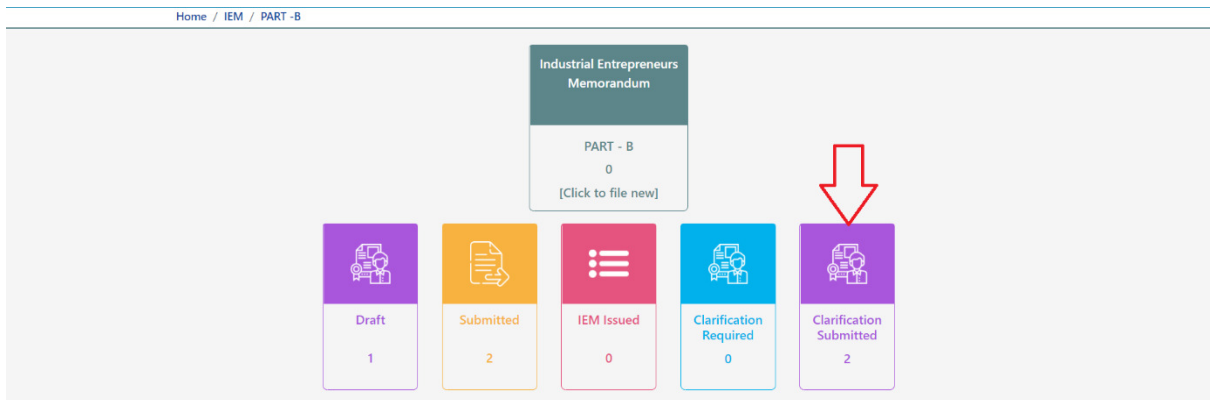 Home / IEM / PART -B
Industrial Entrepreneurs
Memorandum
PART - B
0
[Click to file new]
Draft
1
Submitted
2
IEM Issued
0
Clarification
Required
0
Clarification
Submitted
2